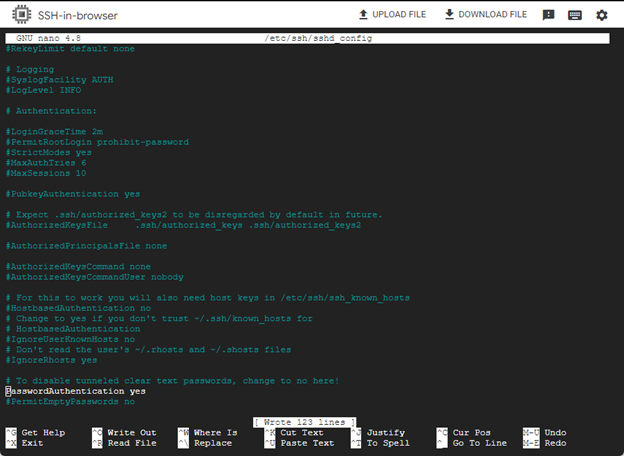 SSH-in-browser UPLOAD FILE DOWNLOAD FILE
GNU nano 4.8 /etc/ssh/sshd_config
#RekeyLimit default none
# Logging
#SyslogFacility AUTH
#LogLevel INFO
# Authentication:
#LoginGraceTime 2m
#PermitRootLogin prohibit-password
#StrictModes yes
#MaxAuthTries 6
#MaxSessions 10
#PubkeyAuthentication yes
# Expect .ssh/authorized_keys2 to be disregarded by default in future.
#AuthorizedKeysFile .ssh/authorized_keys .ssh/authorized_keys2
#AuthorizedPrincipalsFile none
#AuthorizedKeysCommand none
#AuthorizedKeysCommandUser nobody
# For this to work you will also need host keys in /etc/ssh/ssh_known_hosts
#HostbasedAuthentication no
# Change to yes if you don't trust ~/.ssh/known_hosts for
# HostbasedAuthentication
#IgnoreUserKnownHosts no
# Don't read the user's ~/.rhosts and ~/.shosts files
#IgnoreRhosts yes
# To disable tunneled clear text passwords, change to no here!
PasswordAuthentication yes
#PermitEmptyPasswords no
[ Wrote 123 lines ]
^G Get Help ^O Write Out ^W Where Is ^K Cut Text ^J Justify ^C Cur Pos M-U Undo
^X Exit ^R Read File ^\ Replace ^U Paste Text ^T To Spell ^_ Go To Line M-E Redo